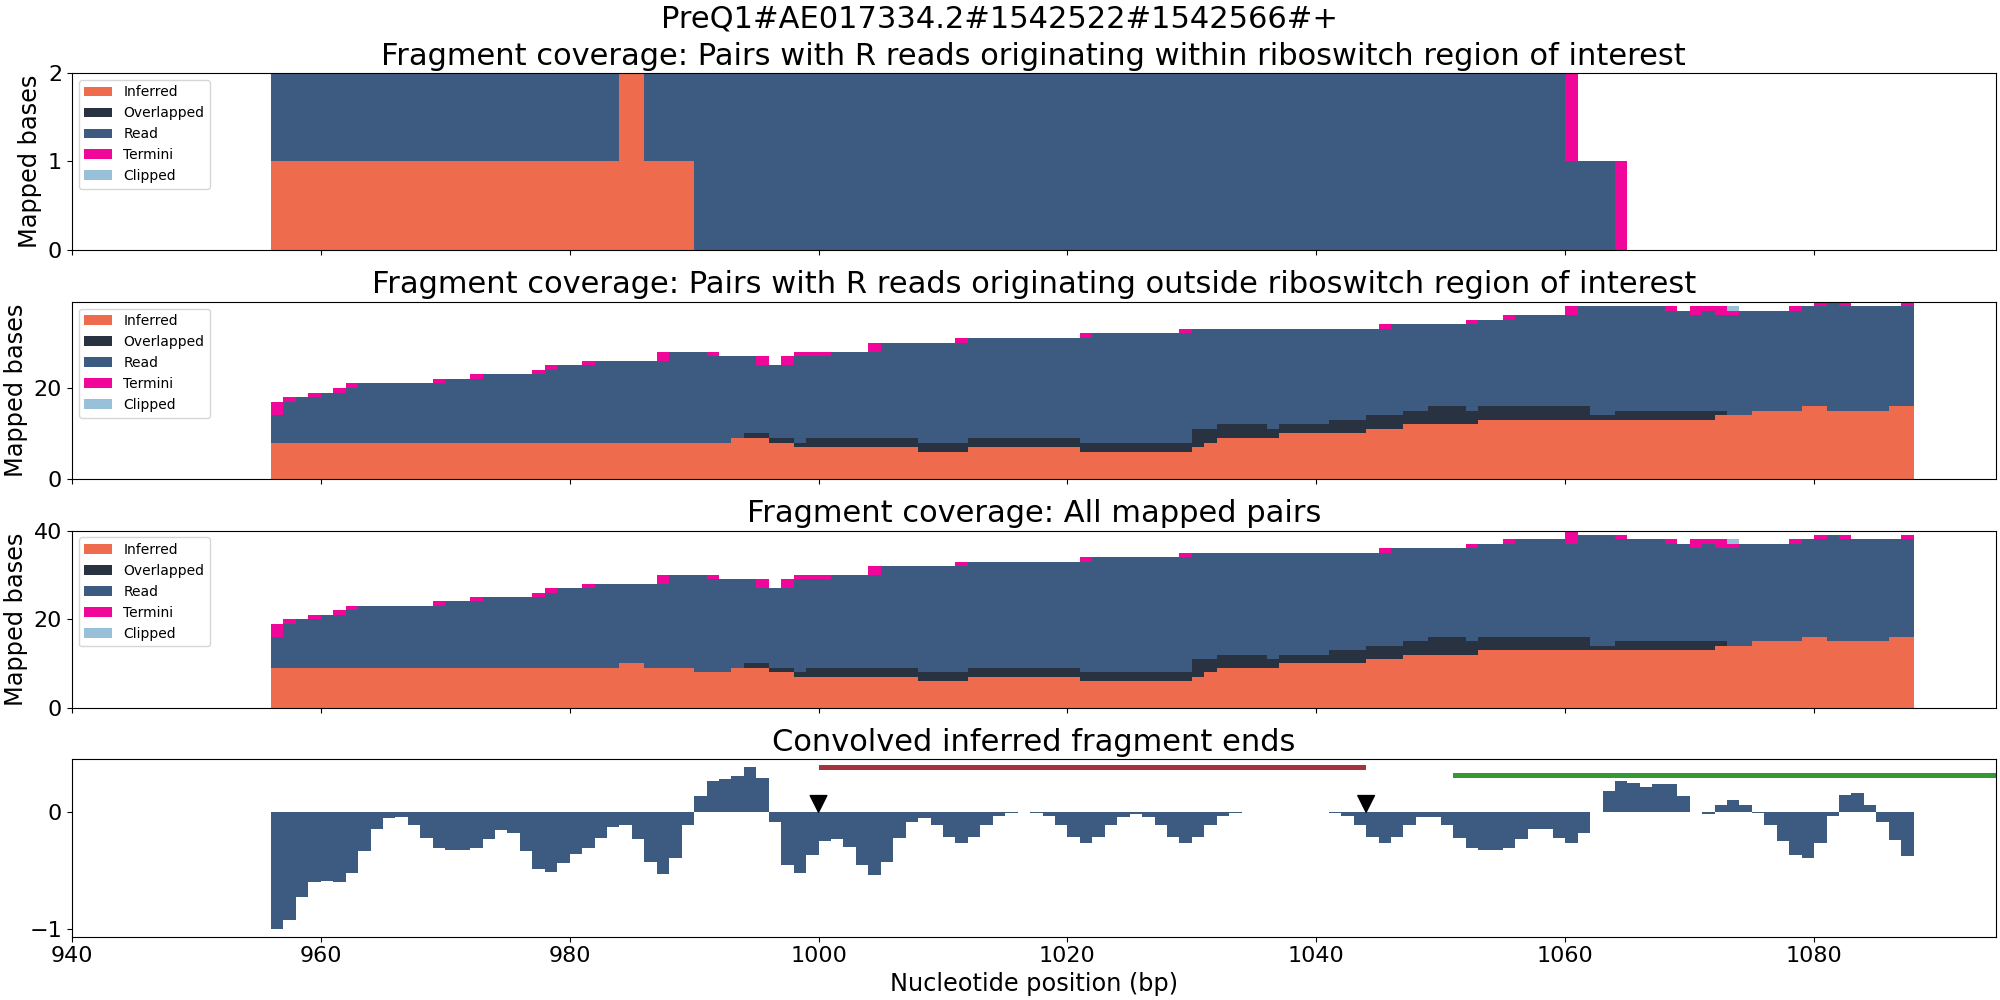 PreQ1#AE017334.2#1542522#1542566#+
Fragment coverage: Pairs with R reads originating within riboswitch region of interest
Mapped bases
2
1
0
Inferred
Overlapped
Read
Termini
Clipped
Fragment coverage: Pairs with R reads originating outside riboswitch region of interest
Mapped bases
20
0
Inferred
Overlapped
Read
Termini
Clipped
Fragment coverage: All mapped pairs
Mapped bases
40
20
0
Inferred
Overlapped
Read
Termini
Clipped
Convolved inferred fragment ends
0
−1
940 960 980 1000 1020 1040 1060 1080
Nucleotide position (bp)